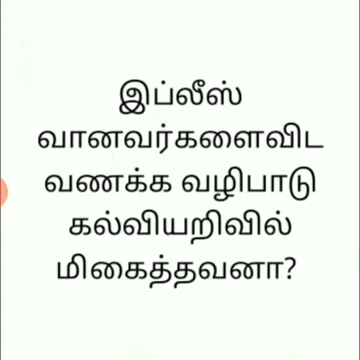 இப்லீஸ்
வானவர்களைவிட
வணக்க வழிபாடு
கல்வியறிவில்
மிகைத்தவனா?